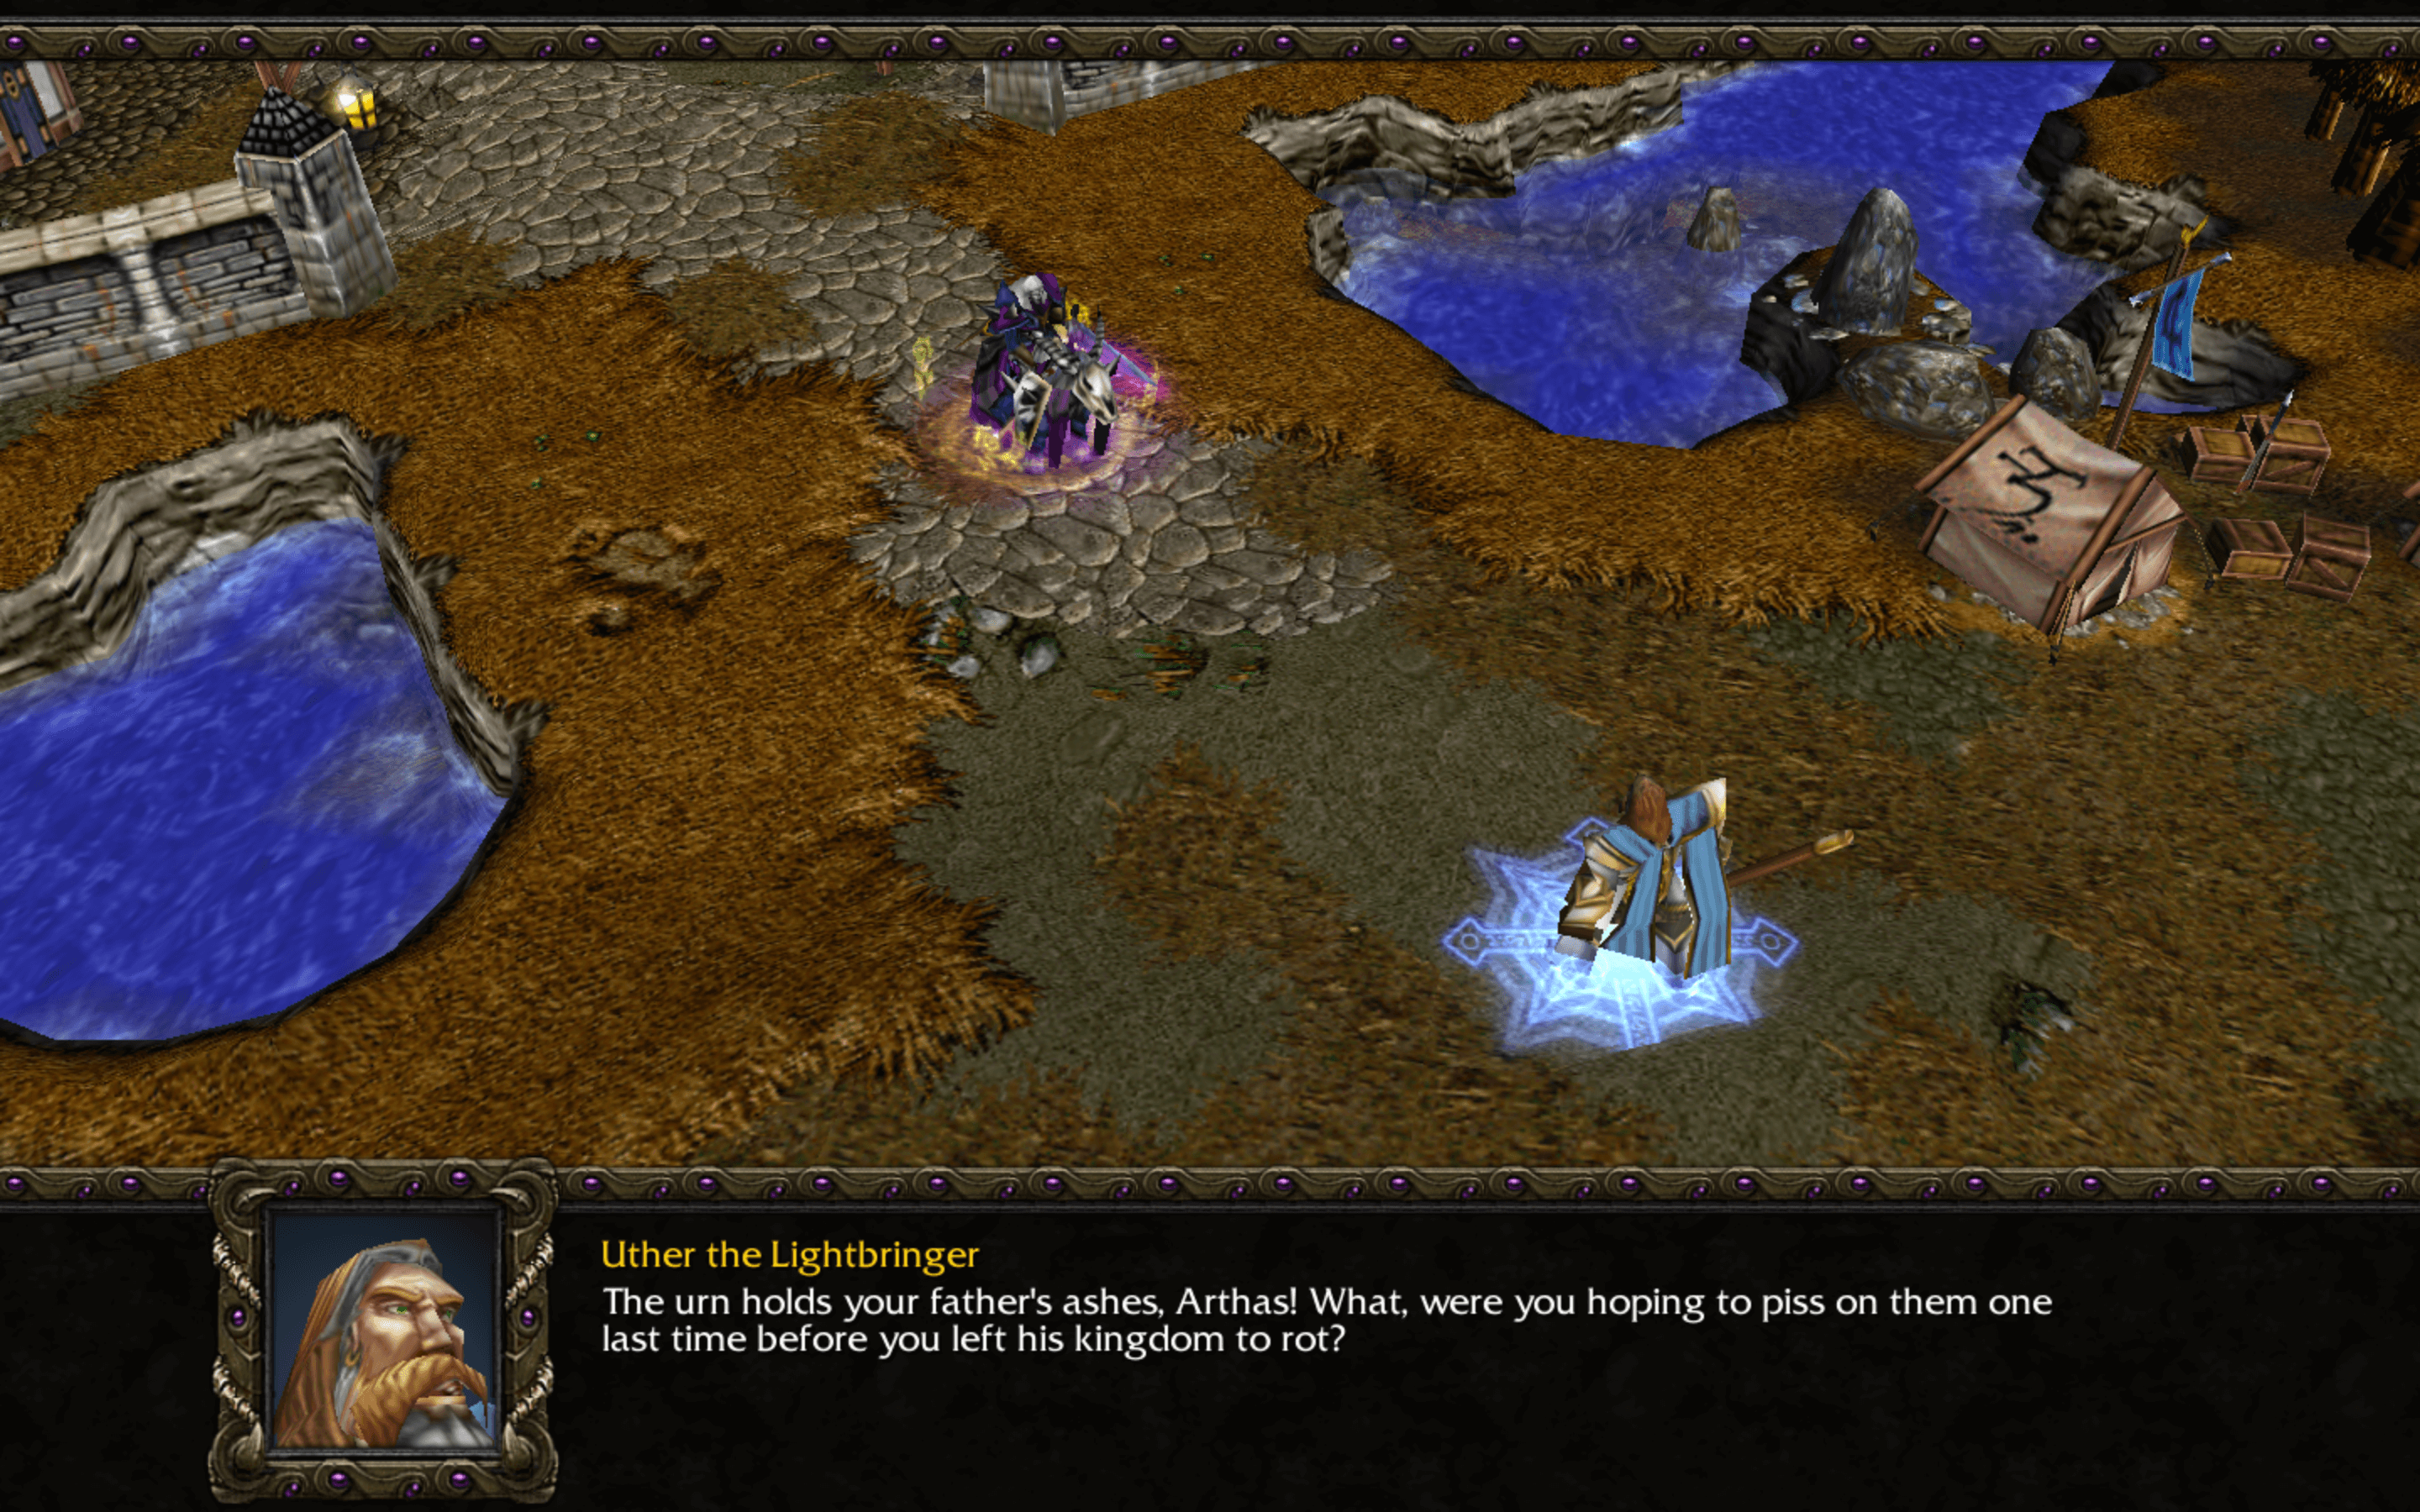 Uther the Lightbringer
The urn holds your father's ashes, Arthas! What, were you hoping to piss on them one
last time before you left his kingdom to rot?